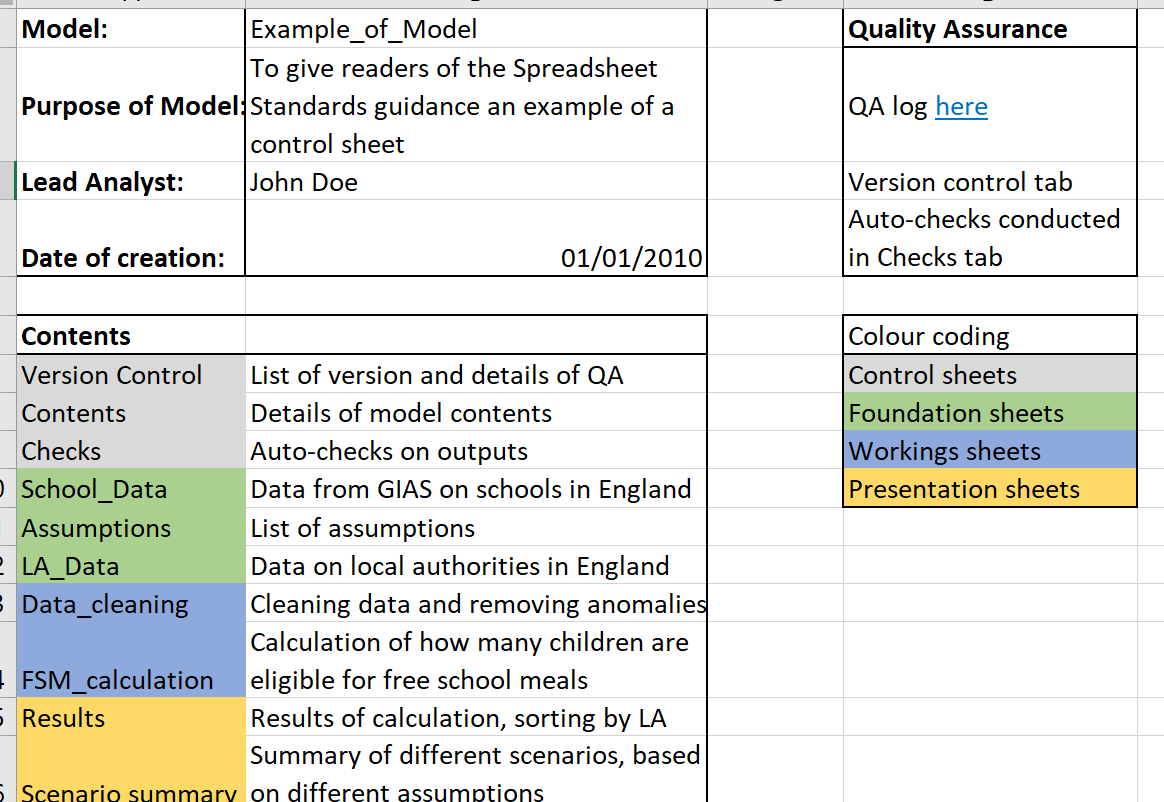 Model: Example_of_Model Quality Assurance
To give readers of the Spreadsheet
Purpose of Model: Standards guidance an example of a QA log here
control sheet
Lead Analyst: John Doe Version control tab
Auto-checks conducted
Date of creation: 01/01/2010 in Checks tab
Contents Colour coding
Version Control List of version and details of QA Control sheets
Contents Details of model contents Foundation sheets
Checks Auto-checks on outputs Workings sheets
School_Data Data from GIAS on schools in England Presentation sheets
Assumptions List of assumptions
LA_Data Data on local authorities in England
Data_cleaning Cleaning data and removing anomalies
Calculation of how many children are
FSM_calculation eligible for free school meals
Results Results of calculation, sorting by LA
Summary of different scenarios, based
Scenario summary on different assumptions